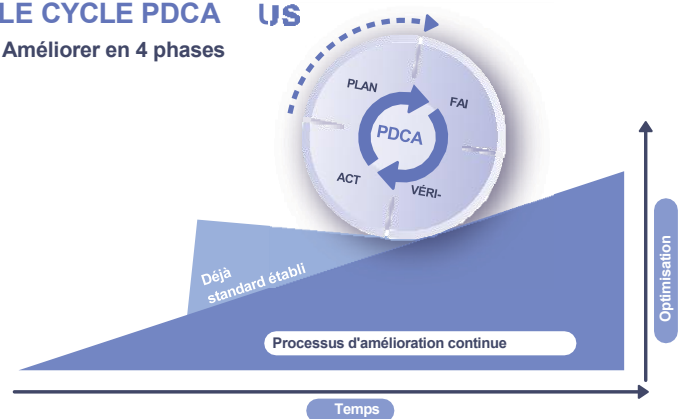 LE CYCLE PDCA US
Améliorer en 4 phases
PLAN
FAI
PDCA
ACT
VÉRI-
Déjà
standard établi
Optimisation
Processus d'amélioration continue
Temps